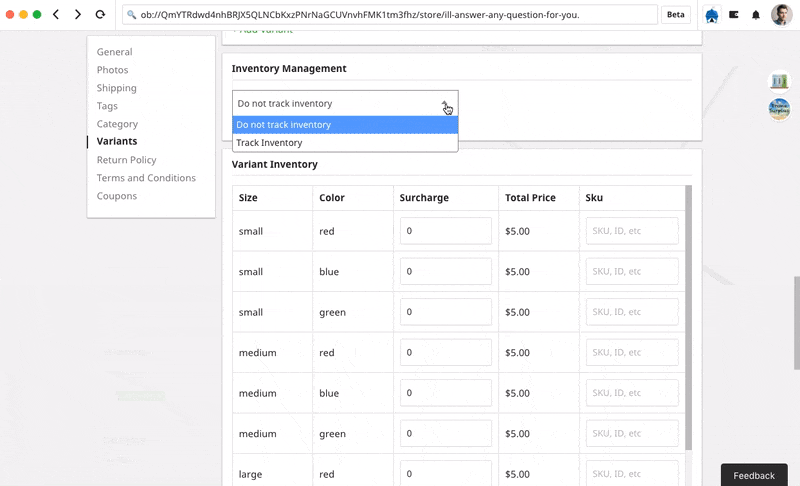 ob://QmYTRdwd4nhBRJX5QLNCbKxzPNrNaGCUVnvhFMK1tm3fhz/store/ill-answer-any-question-for-you.
Beta
+ Add Variant
General
Photos
Shipping
Tags
Category
Variants
Return Policy
Terms and Conditions
Coupons
Inventory Management
Do not track inventory
Do not track inventory
Track Inventory
Variant Inventory
Size Color Surcharge Total Price Sku
small red 0 $5.00 SKU, ID, etc
small blue 0 $5.00 SKU, ID, etc
small green 0 $5.00 SKU, ID, etc
medium red 0 $5.00 SKU, ID, etc
medium blue 0 $5.00 SKU, ID, etc
medium green 0 $5.00 SKU, ID, etc
large red 0 $5.00 SKU, ID, etc
Feedback